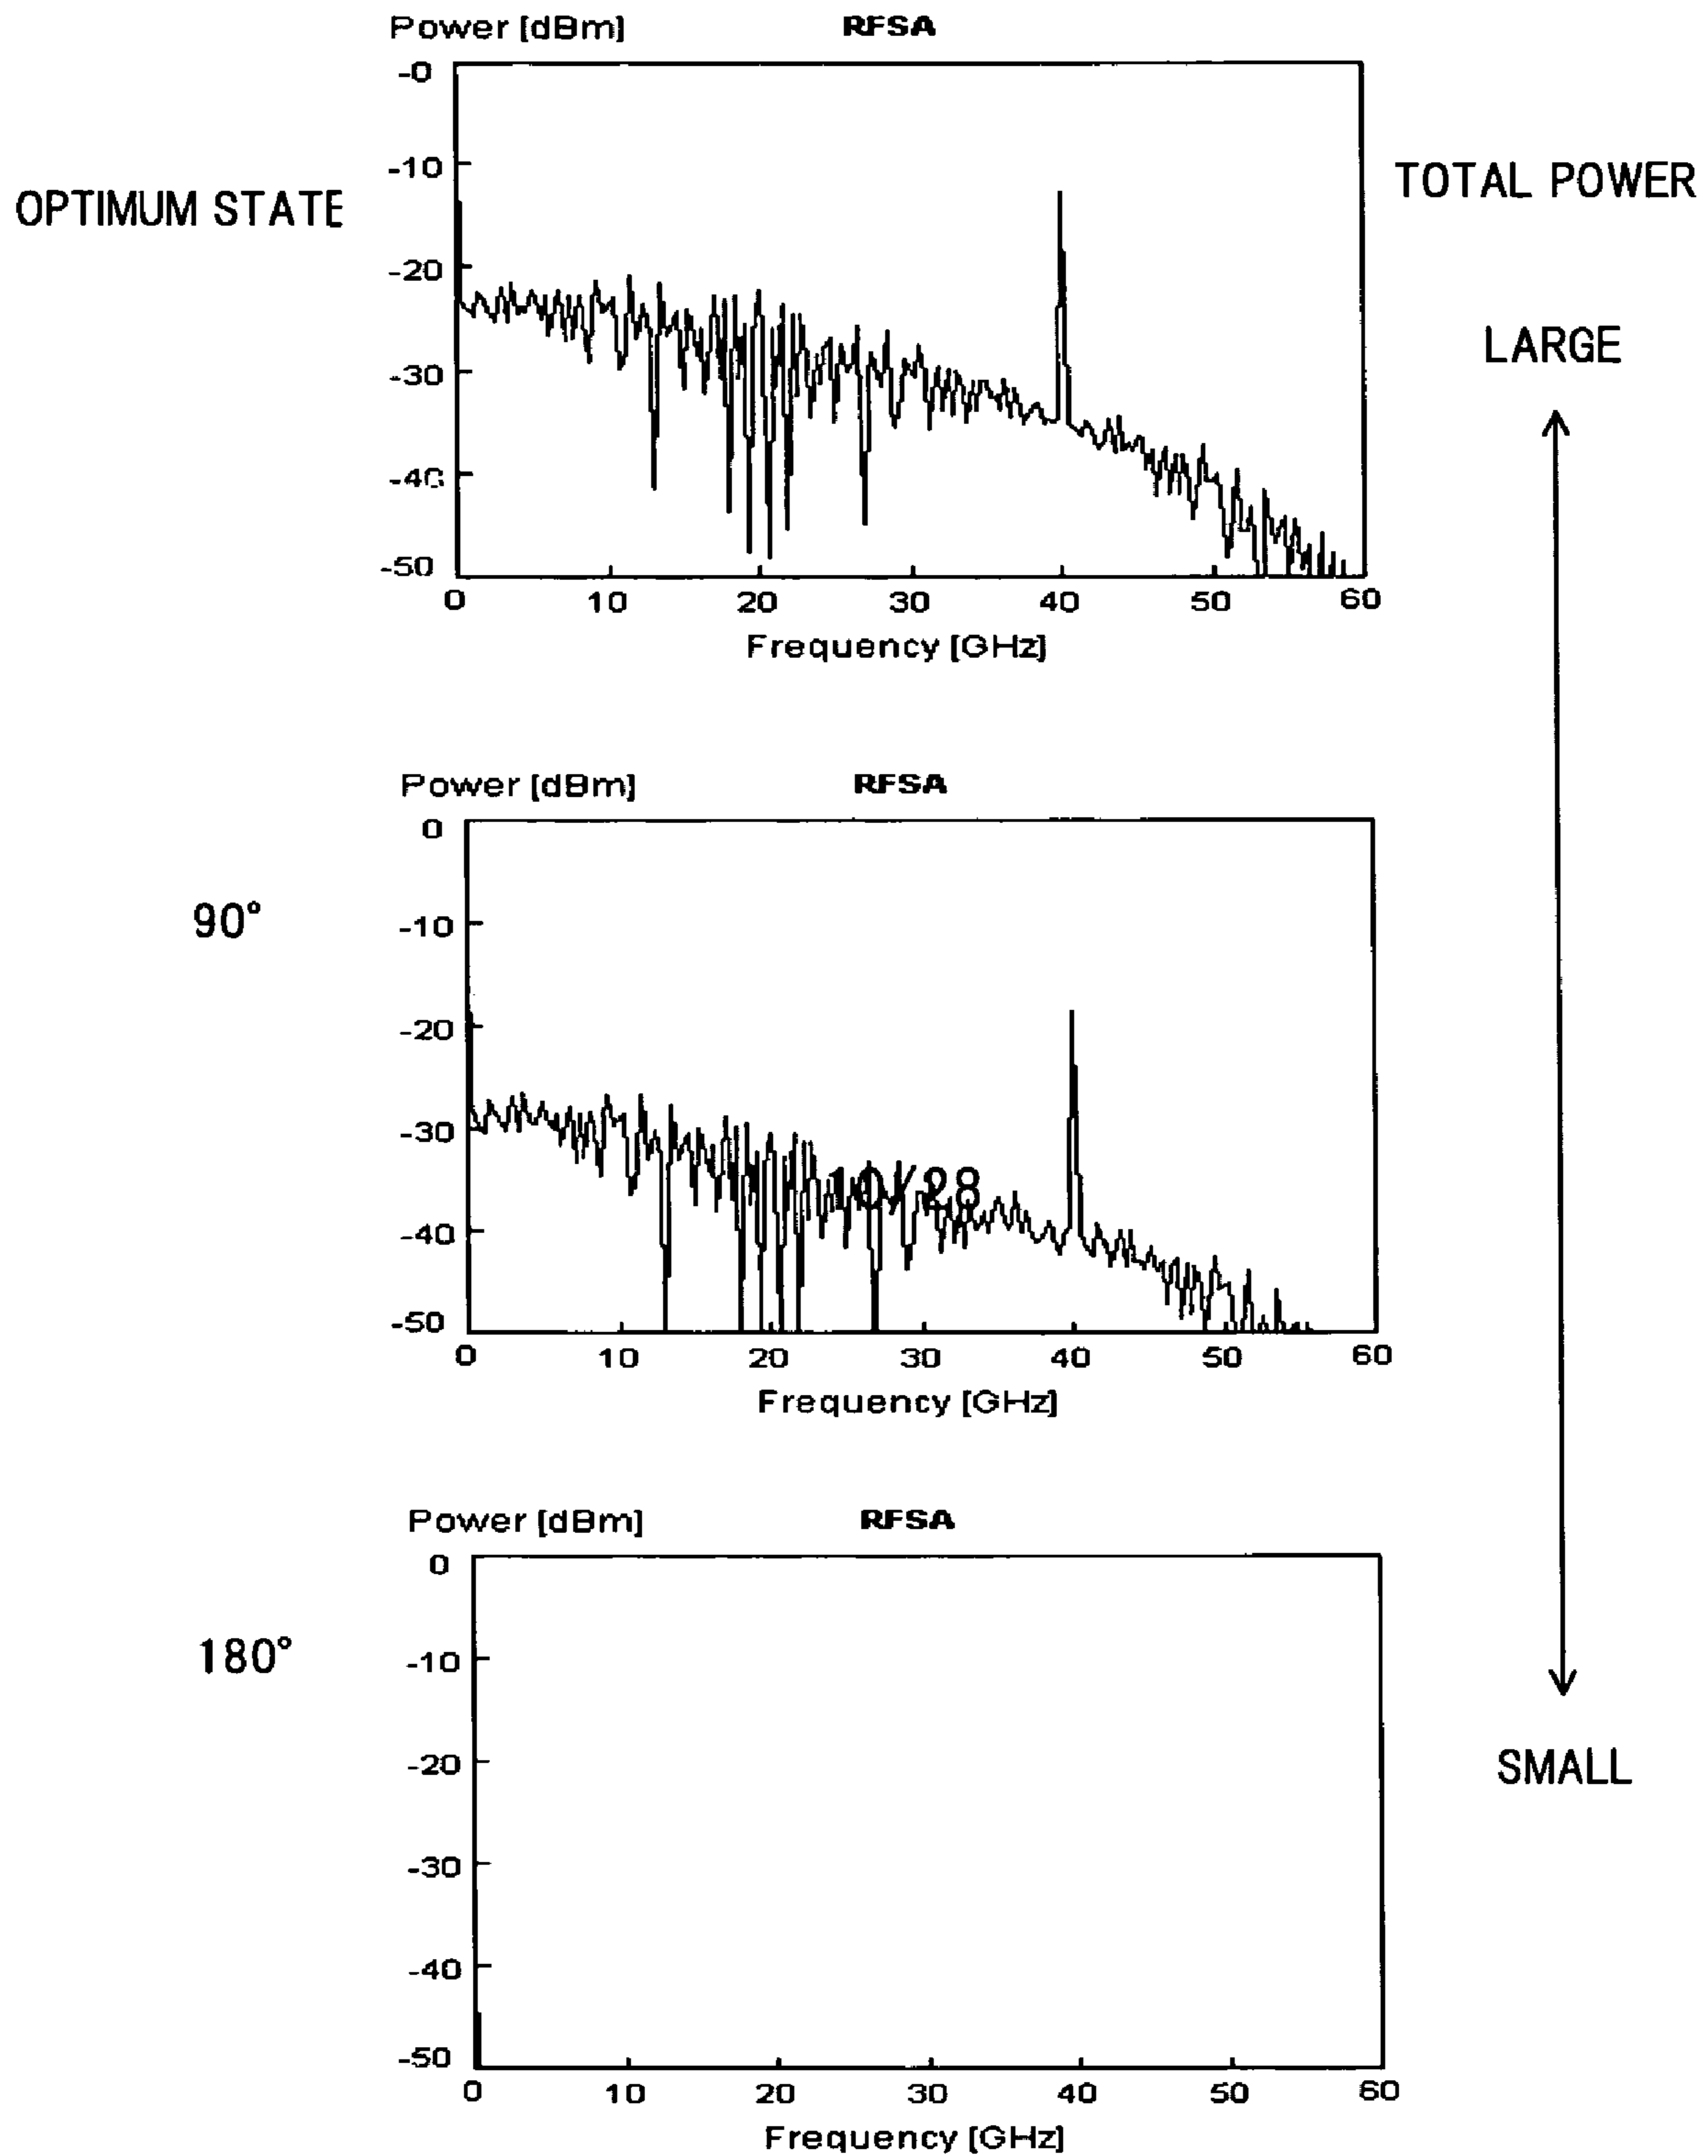 Power [dBm] RFSA
-0
-10
-20
-30
-40
-50
0 10 20 30 40 50 60
Frequency [GHz]
OPTIMUM STATE
TOTAL POWER
LARGE
Power [dBm] RFSA
0
-10
-20
-30
-40
-50
0 10 20 30 40 50 60
Frequency [GHz]
90°
10/28
Power [dBm] RFSA
0
-10
-20
-30
-40
-50
0 10 20 30 40 50 60
Frequency [GHz]
180°
SMALL